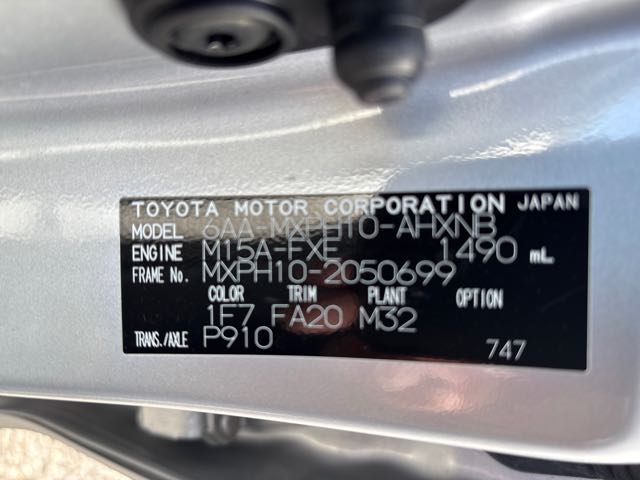 TOYOTA MOTOR CORPORATION JAPAN
MODEL 6AA-MXPH10-AHXNB
ENGINE M15A-FXE 1490 mL
FRAME NO. MXPH10-2050699
COLOR TRIM PLANT OPTION
1F7 FA20 M32
TRANS./AXLE P910 747